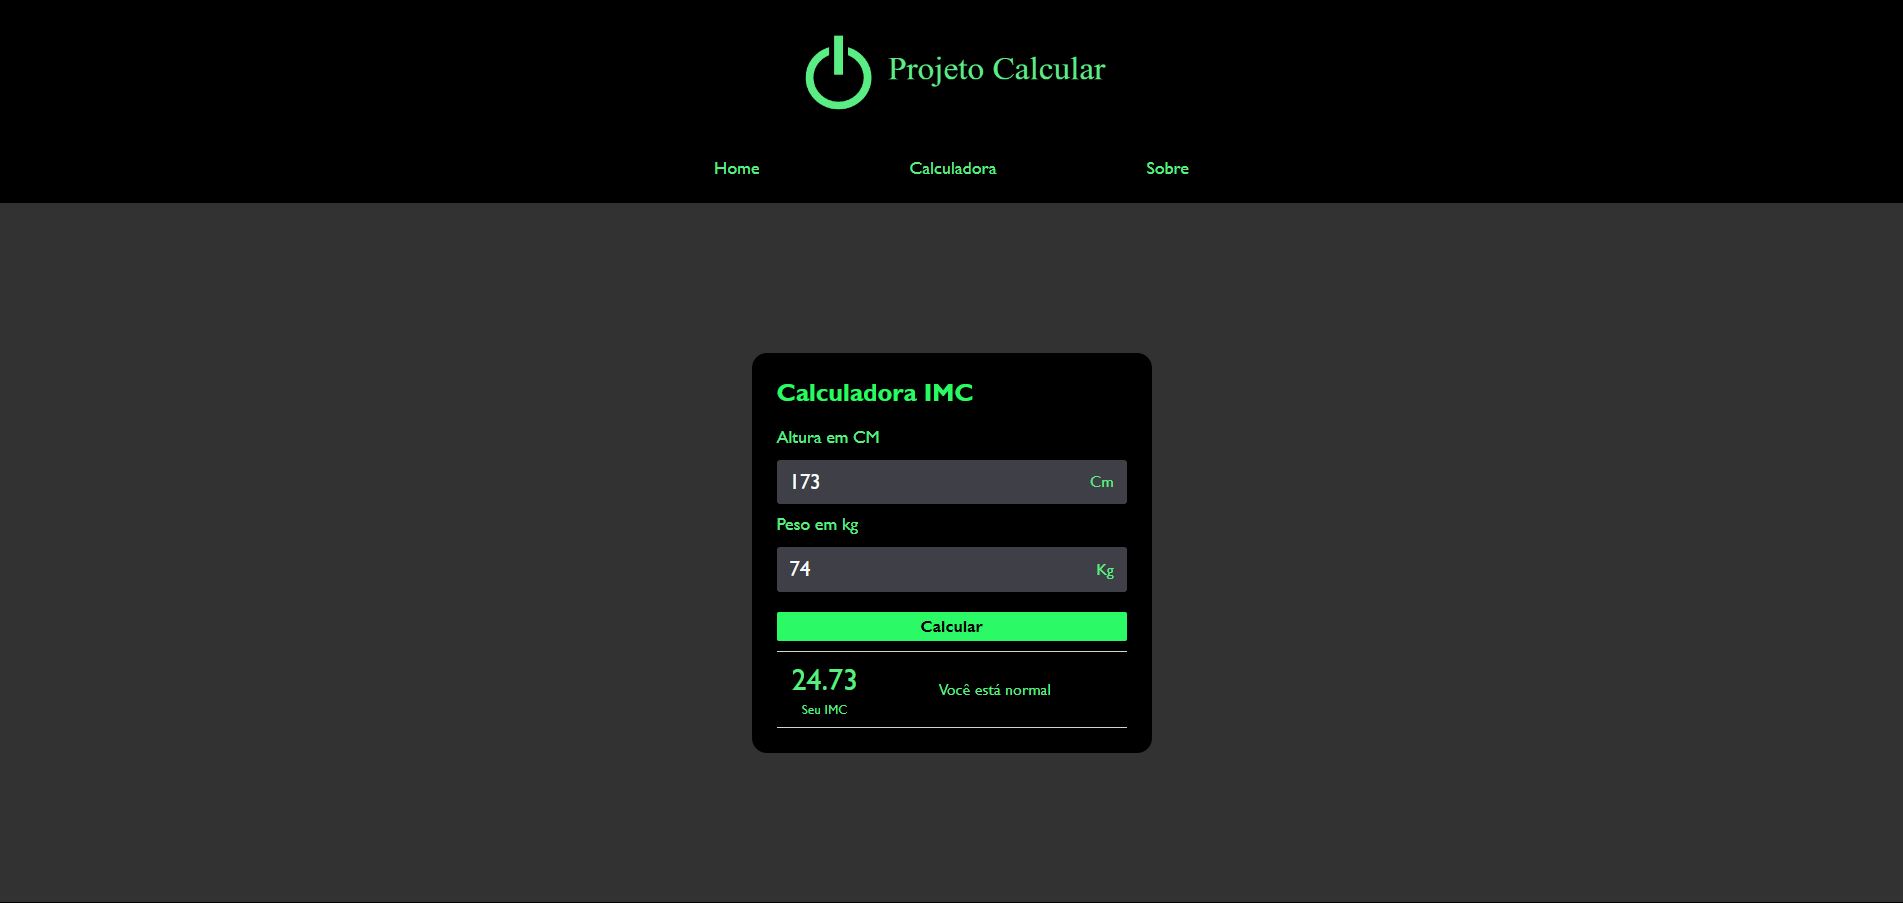 Projeto Calcular
Home Calculadora Sobre
Calculadora IMC
Altura em CM
173 Cm
Peso em kg
74 Kg
Calcular
24.73
Você está normal
Seu IMC